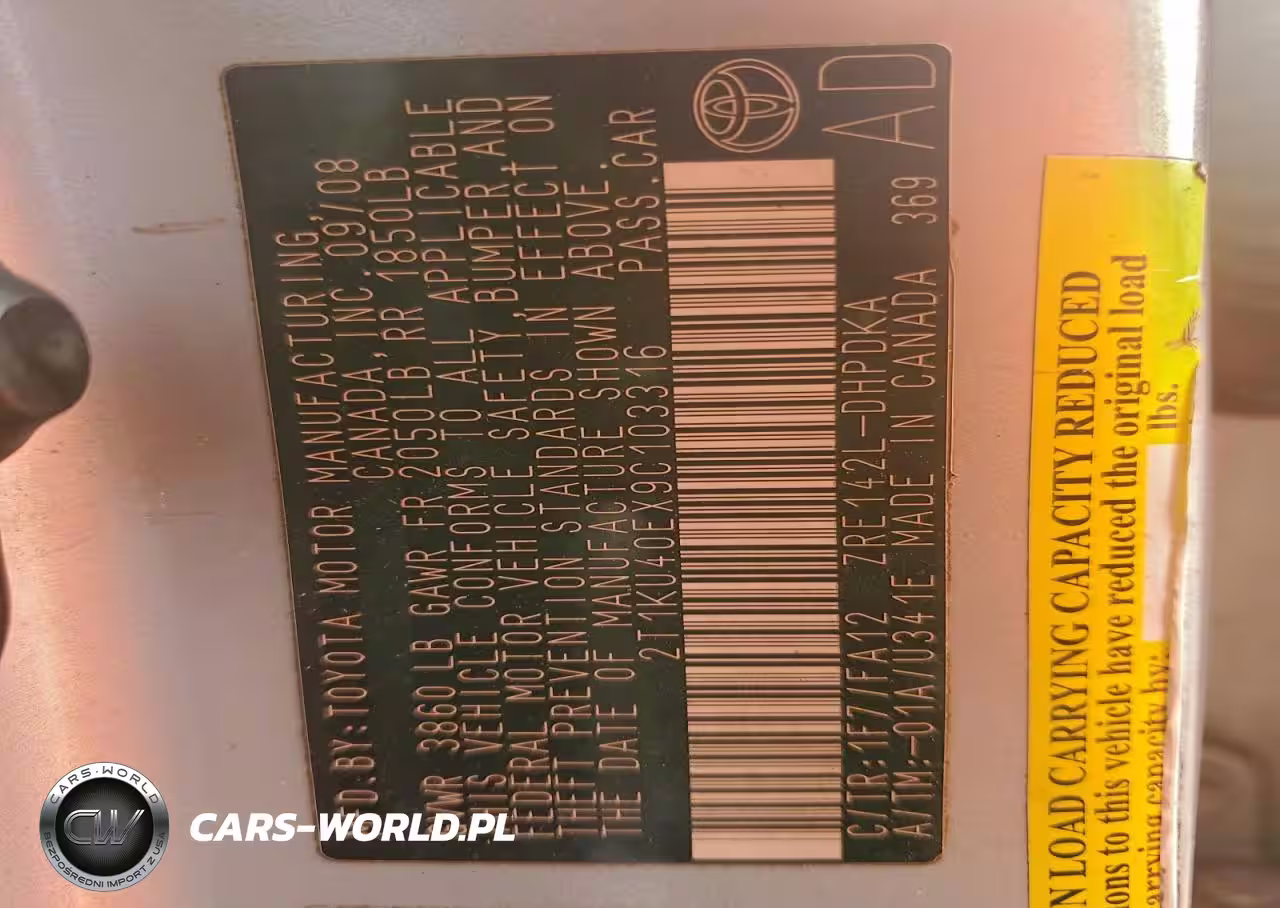 MFD.BY:TOYOTA MOTOR MANUFACTURING,
CANADA, INC. 09/'08
GVWR 3860LB GAWR FR 2050LB RR 1850LB
THIS VEHICLE CONFORMS TO ALL APPLICABLE
FEDERAL MOTOR VEHICLE SAFETY,BUMPER,AND
THEFT PREVENTION STANDARDS IN EFFECT ON
THE DATE OF MANUFACTURE SHOWN ABOVE.
2T1KU40EX9C103316 PASS.CAR
C/TR:1F7/FA12 ZRE142L-DHPDKA
A/TM:-01A/U341E MADE IN CANADA 369
AD
N LOAD CARRYING CAPACITY REDUCED
ons to this vehicle have reduced the original load
arrying capacity by: lbs.
CARS-WORLD
CW
BEZPOŚREDNI IMPORT Z USA
CARS-WORLD.PL